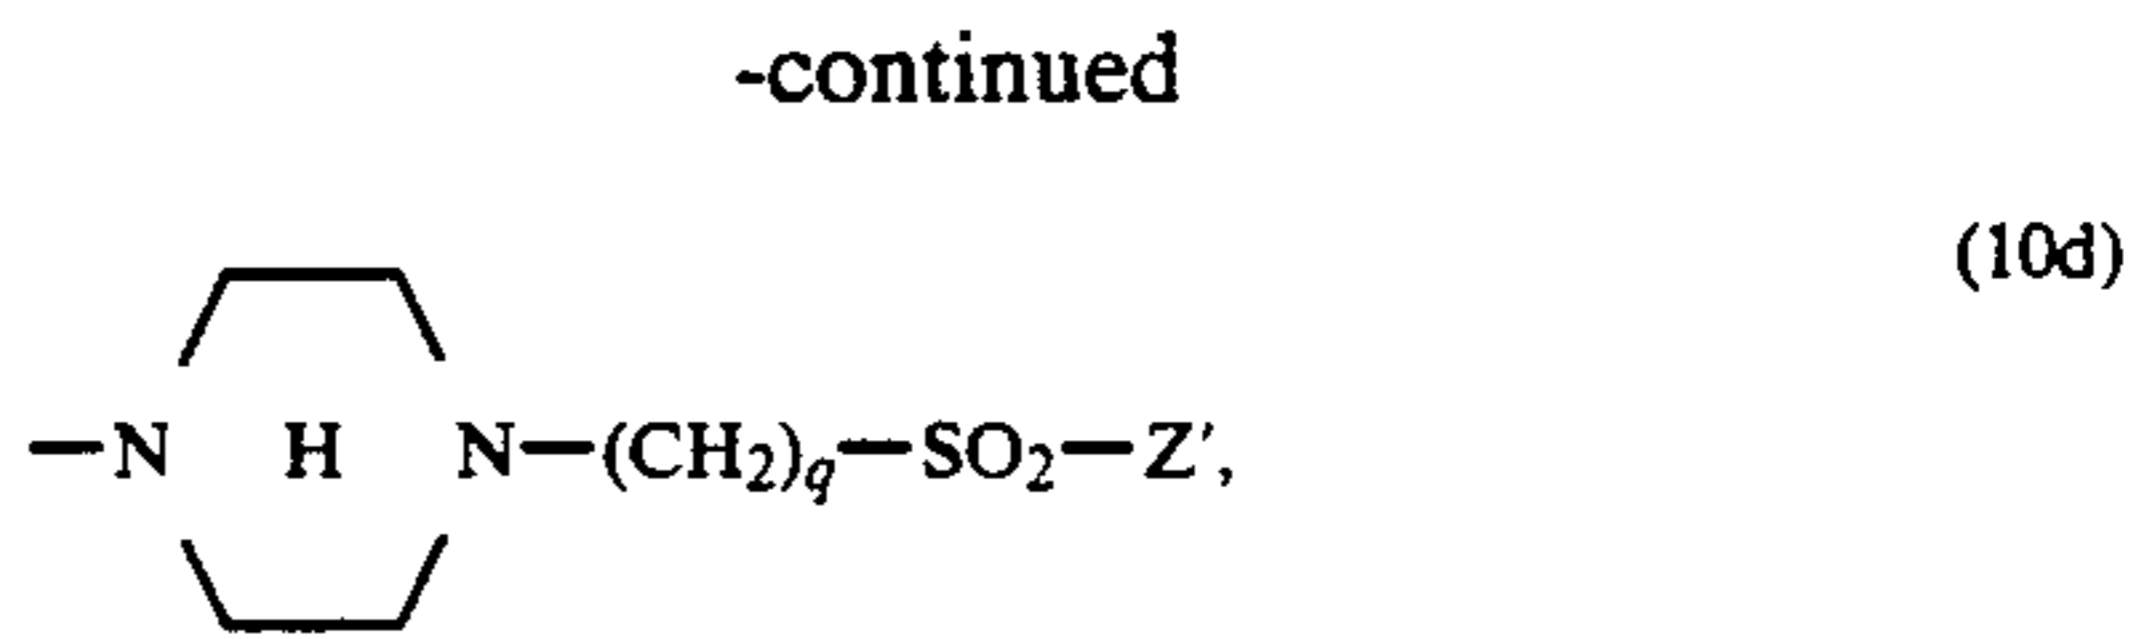 -continued
(10d)
—N H N—(CH₂)q—SO₂—Z′,